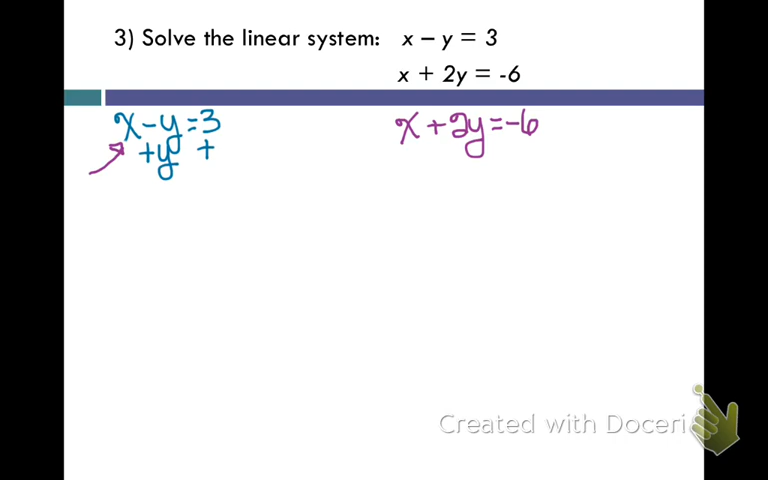 3) Solve the linear system: x – y = 3
x + 2y = -6
x-y=3
+y +
x+2y=-6
Created with Doceri